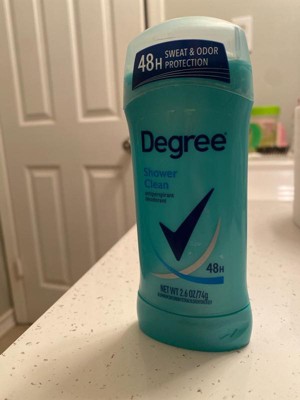 48H SWEAT & ODOR
PROTECTION
Degree
Shower
Clean
antiperspirant
deodorant
48H
NET WT 2.6 OZ/74g